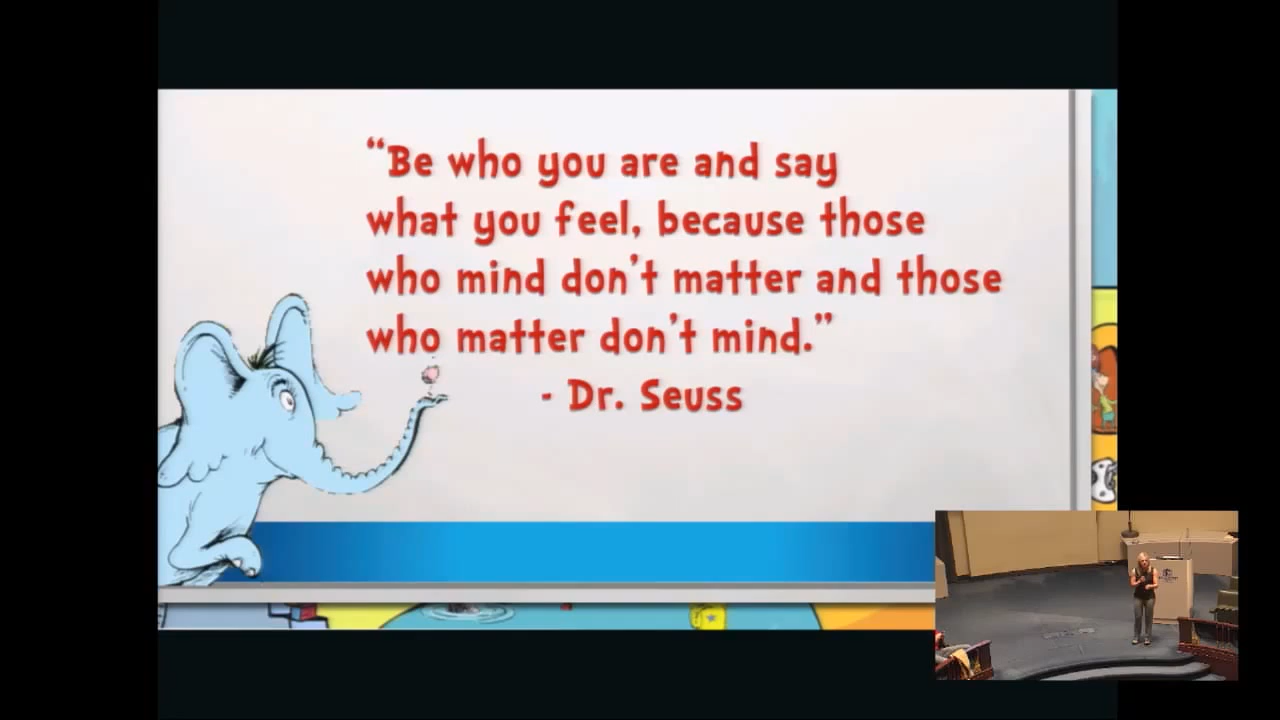 “Be who you are and say
what you feel, because those
who mind don’t matter and those
who matter don’t mind.”
- Dr. Seuss